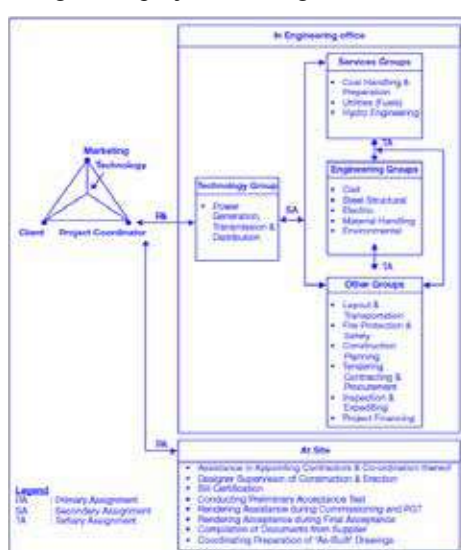 In Engineering office
Services Groups
• Coal Handling &
Preparation
• Utilities (Fuels)
• Hydro Engineering
TA
Marketing
Technology
Client
Project Coordinator
PA
Technology Group
• Power
Generation,
Transmission &
Distribution
SA
Engineering Groups
• Civil
• Steel Structural
• Electric
• Material Handling
• Environmental
TA
Other Groups
• Layout &
Transportation
• Fire Protection &
Safety
• Construction
Planning
• Tendering
Contracting &
Procurement
• Inspection &
Expediting
• Project Financing
PA
At Site
• Assistance in Appointing Contractors & Co-ordination thereof
• Designer Supervision of Construction & Erection
• Bill Certification
• Conducting Preliminary Acceptance Test
• Rendering Assistance during Commissioning and PGT
• Rendering Acceptance during Final Acceptance
• Compilation of Documents from Supplier
• Coordinating Preparation of "As-Built" Drawings
Legend
PA : Primary Assignment
SA : Secondary Assignment
TA : Tertiary Assignment